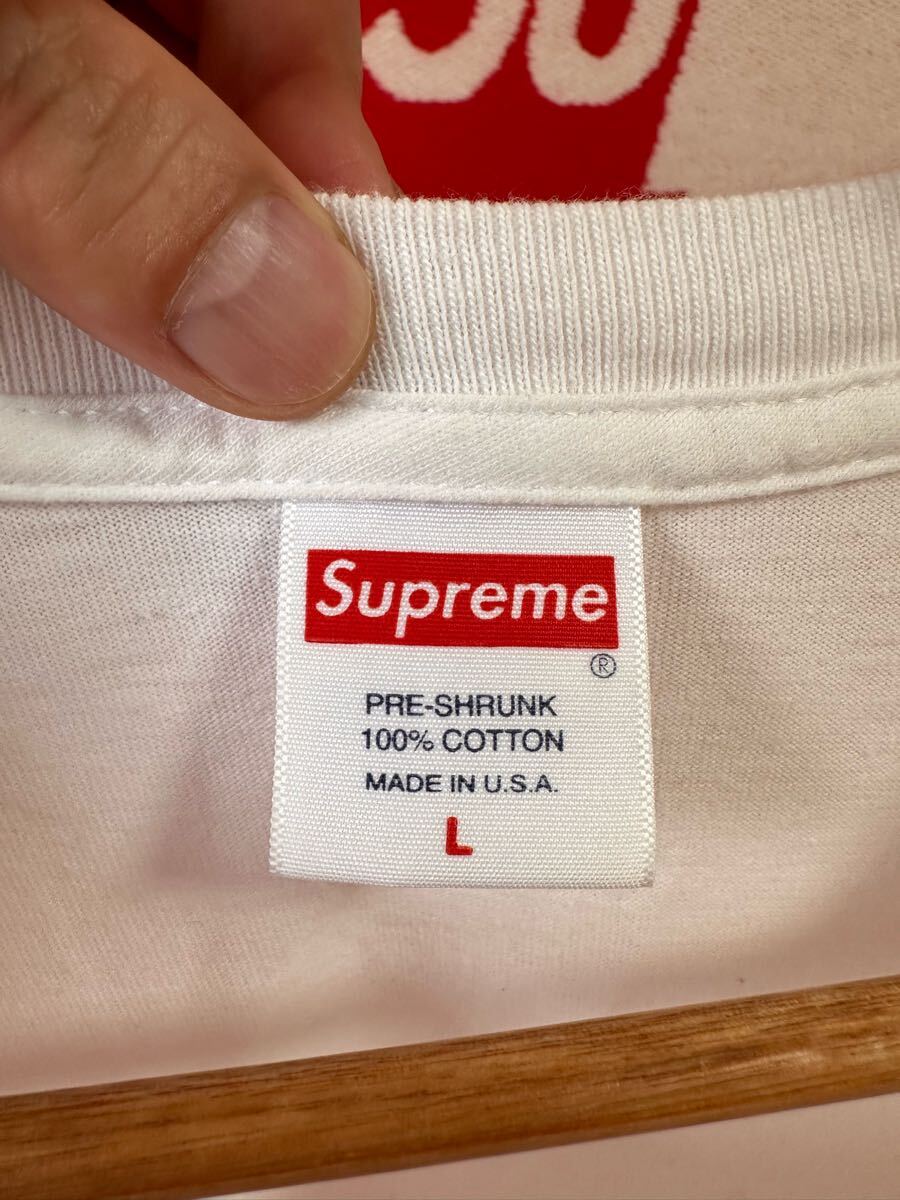 Supreme
®
PRE-SHRUNK
100% COTTON
MADE IN U.S.A.
L